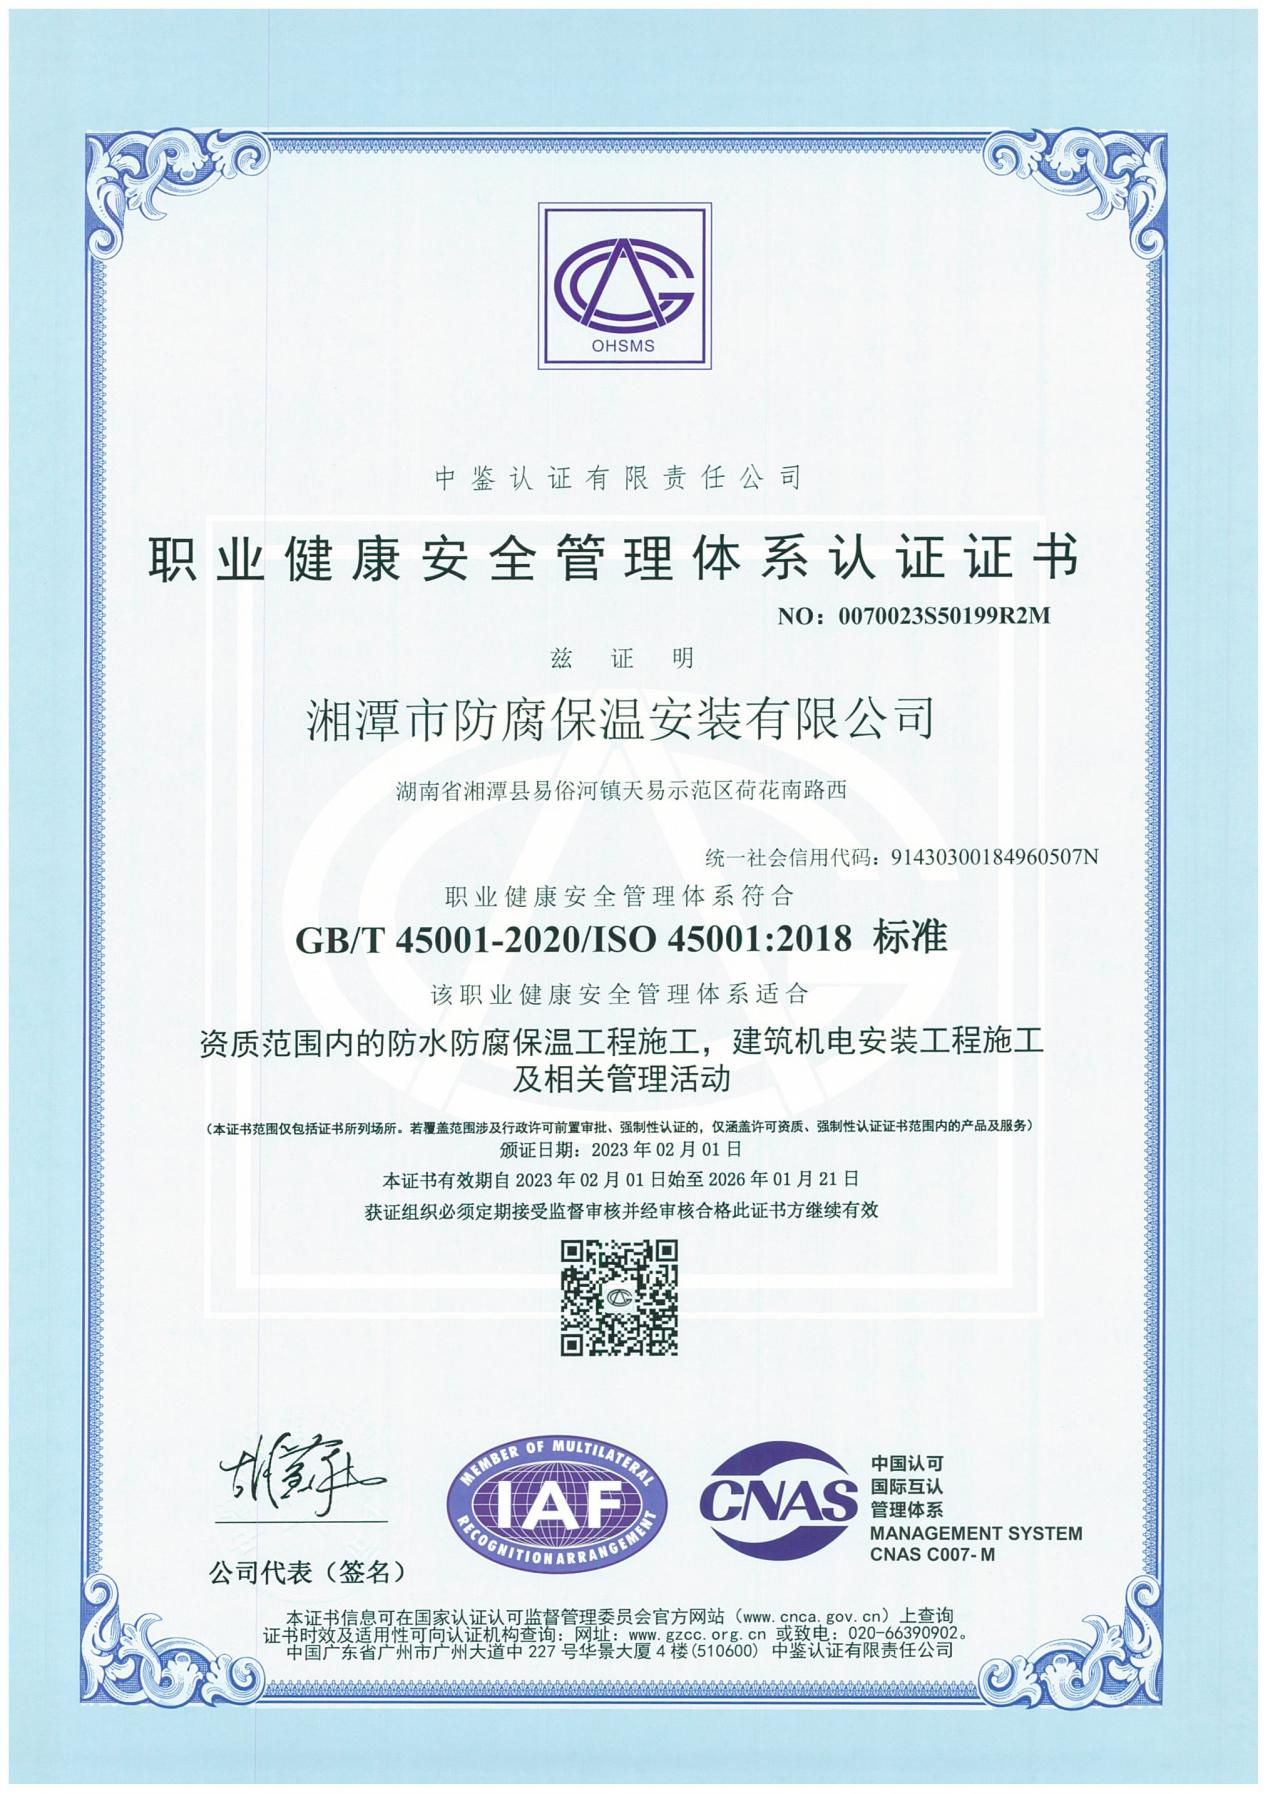 OHSMS
中鉴认证有限责任公司
职业健康安全管理体系认证证书
NO：0070023S50199R2M
兹证明
湘潭市防腐保温安装有限公司
湖南省湘潭县易俗河镇天易示范区荷花南路西
统一社会信用代码：91430300184960507N
职业健康安全管理体系符合
GB/T 45001-2020/ISO 45001:2018 标准
该职业健康安全管理体系适合
资质范围内的防水防腐保温工程施工，建筑机电安装工程施工
及相关管理活动
（本证书范围仅包括证书所列场所。若覆盖范围涉及行政许可前置审批、强制性认证的，仅涵盖许可资质、强制性认证证书范围内的产品及服务）
颁证日期：2023 年 02 月 01 日
本证书有效期自 2023 年 02 月 01 日始至 2026 年 01 月 21 日
获证组织必须定期接受监督审核并经审核合格此证书方继续有效
公司代表（签名）
MEMBER OF MULTILATERAL
IAF
RECOGNITION ARRANGEMENT
CNAS
中国认可
国际互认
管理体系
MANAGEMENT SYSTEM
CNAS C007-M
本证书信息可在国家认证认可监督管理委员会官方网站（www.cnca.gov.cn）上查询
证书时效及适用性可向认证机构查询：网址：www.gzcc.org.cn 或致电：020-66390902。
中国广东省广州市广州大道中 227 号华景大厦 4 楼(510600) 中鉴认证有限责任公司